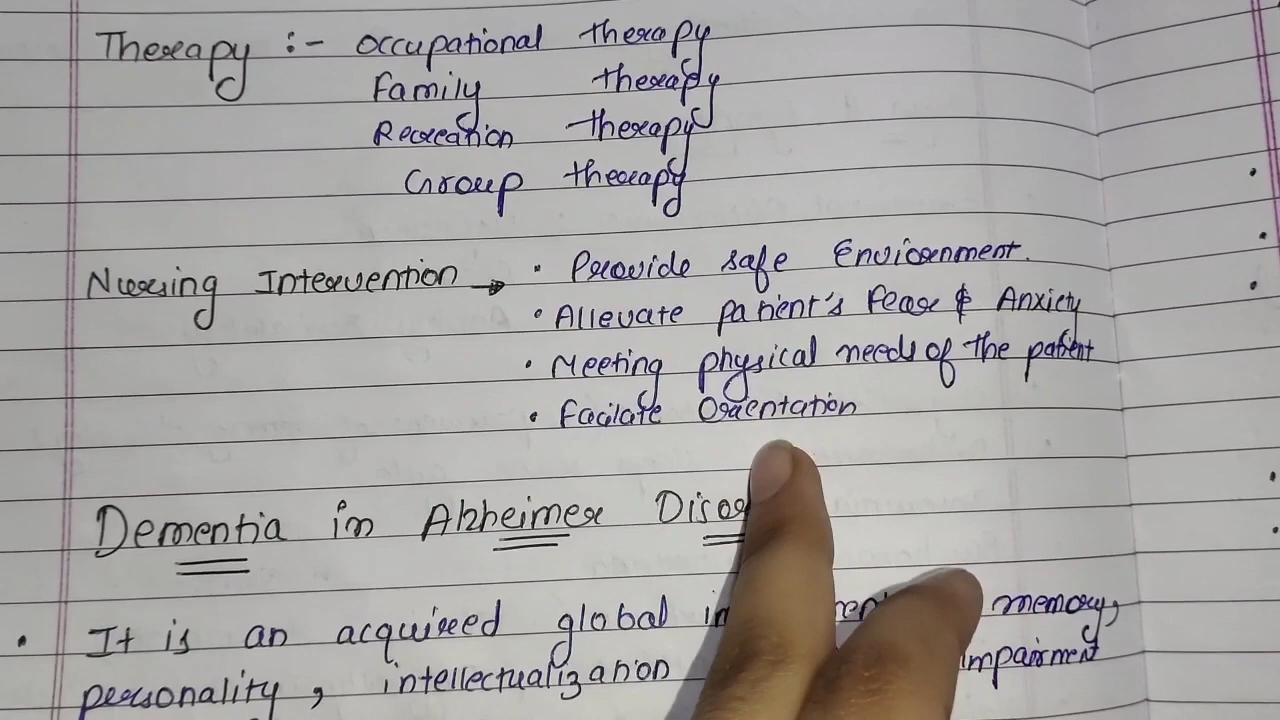 Therapy :- Occupational therapy
Family therapy
Recreation therapy
Group therapy
Nursing Intervention → • Provide safe Environment.
• Allevate patient's Fear & Anxiety
• Meeting physical needs of the patient
• Facilate Orientation
Dementia in Alzheimer
• It is an acquired global memory,
personality, intellectualization impairment